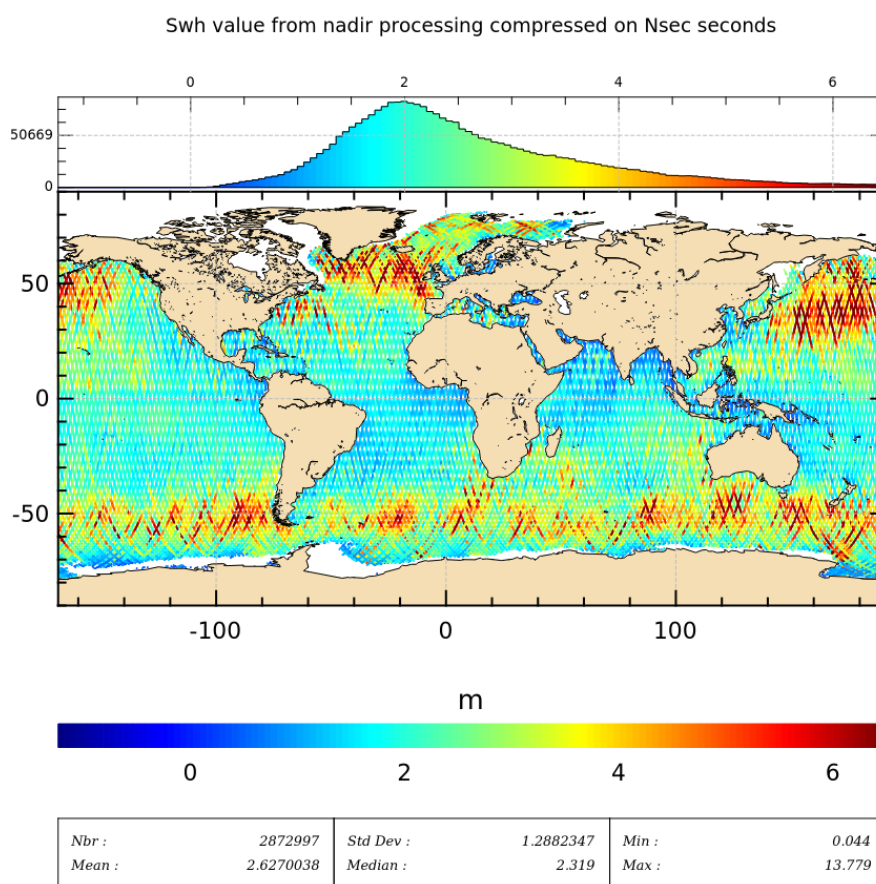 Swh value from nadir processing compressed on Nsec seconds
0 2 4 6
50669
0
50
0
-50
-100 0 100
m
0 2 4 6
Nbr : 2872997 Std Dev : 1.2882347 Min : 0.044
Mean : 2.6270038 Median : 2.319 Max : 13.779